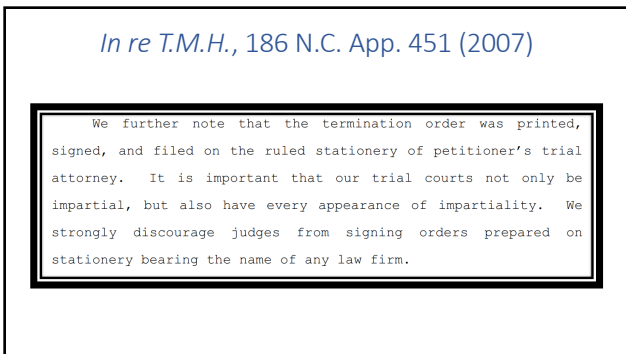 In re T.M.H., 186 N.C. App. 451 (2007)
We further note that the termination order was printed,
signed, and filed on the ruled stationery of petitioner’s trial
attorney. It is important that our trial courts not only be
impartial, but also have every appearance of impartiality. We
strongly discourage judges from signing orders prepared on
stationery bearing the name of any law firm.